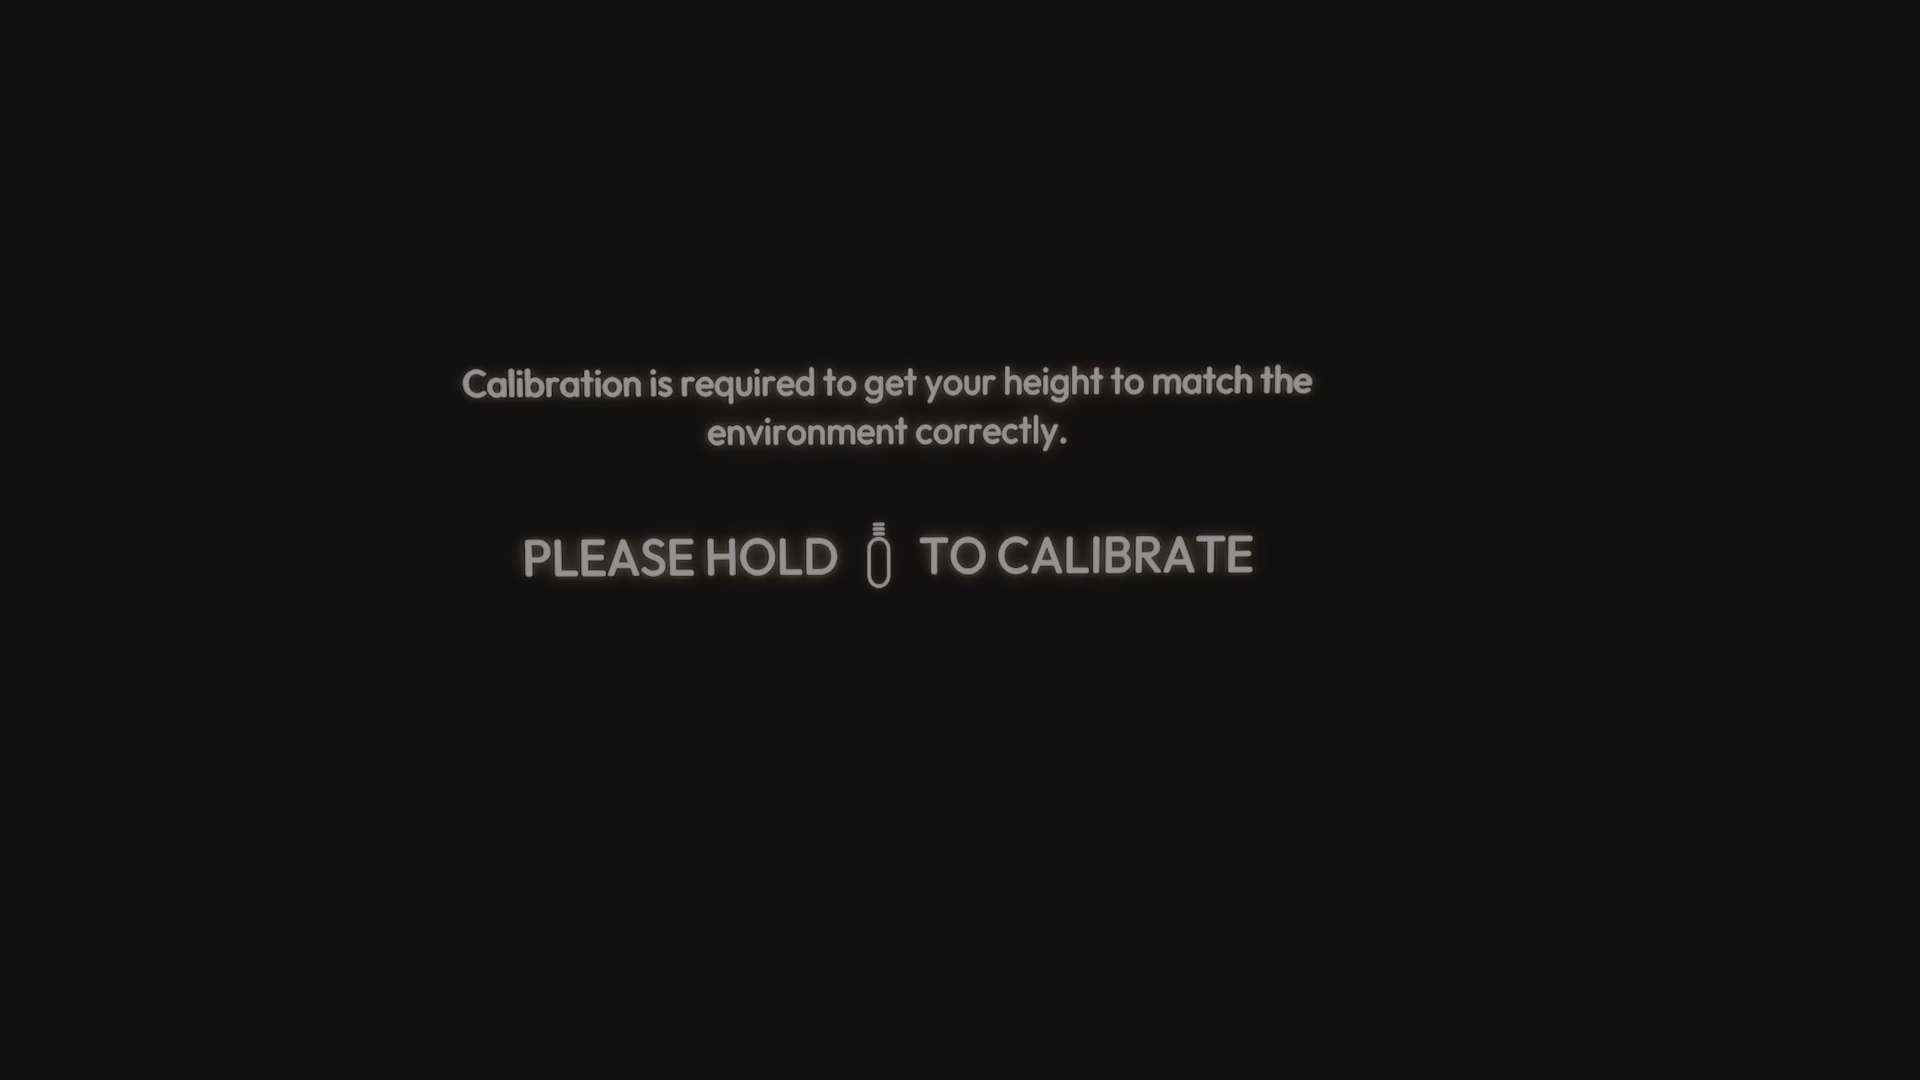 Calibration is required to get your height to match the
environment correctly.
PLEASE HOLD TO CALIBRATE